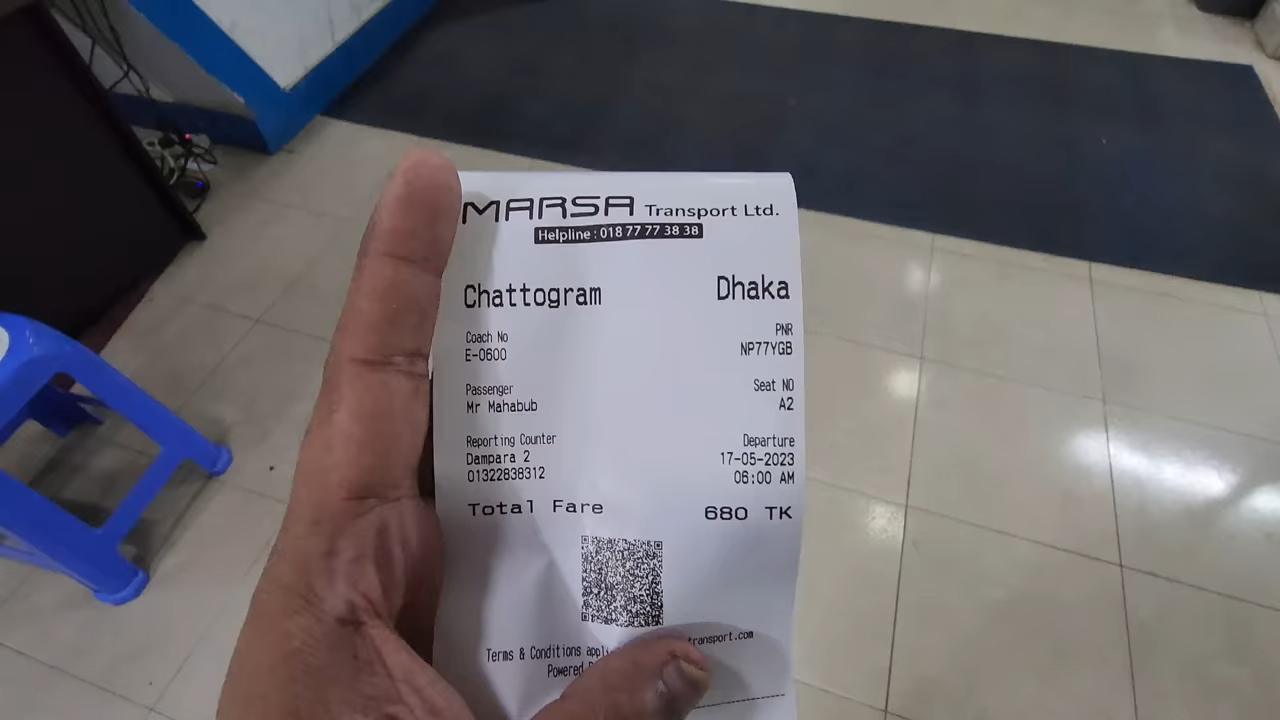 MARSA Transport Ltd.
Helpline : 018 77 77 38 38
Chattogram Dhaka
Coach No PNR
E-0600 NP77YGB
Passenger Seat NO
Mr Mahabub A2
Reporting Counter Departure
Dampara 2 17-05-2023
01322838312 06:00 AM
Total Fare 680 TK
Terms & Conditions transport.com
Powered